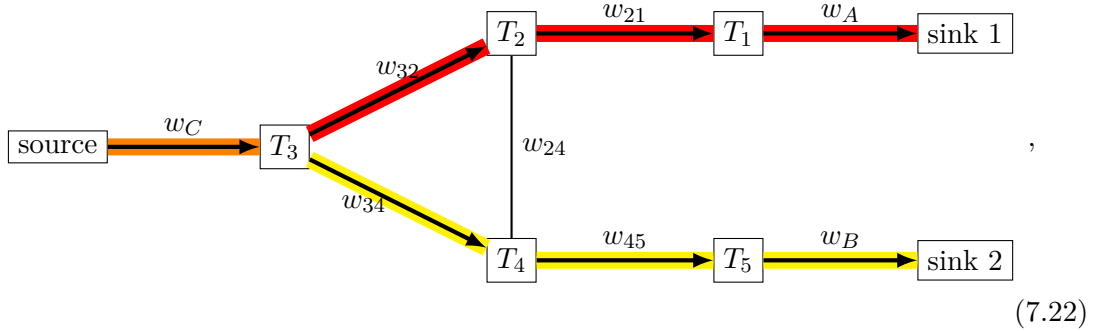 w_{21} w_A
T_2 T_1 sink 1
w_{32}
w_C
source T_3 w_{24} ,
w_{34}
w_{45} w_B
T_4 T_5 sink 2
(7.22)